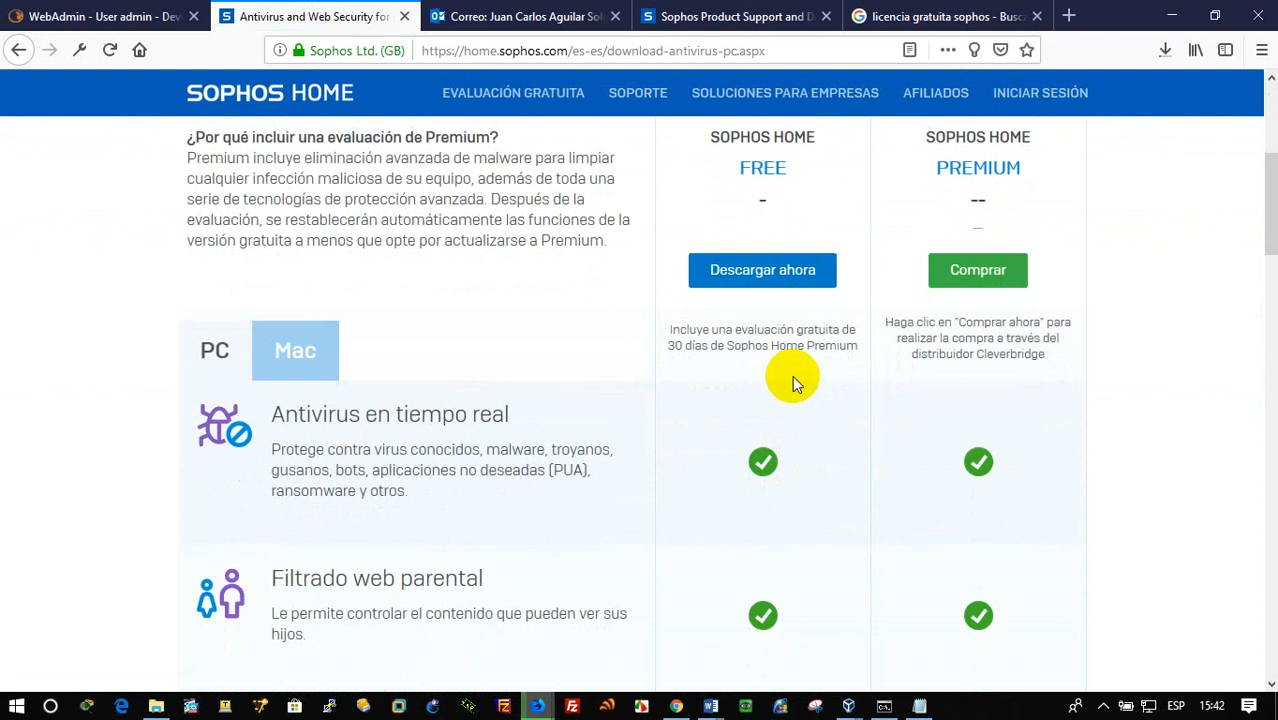 WebAdmin - User admin - Dev
Antivirus and Web Security for
Correo: Juan Carlos Aguilar So
Sophos Product Support and D
licencia gratuita sophos - Busc
Sophos Ltd. (GB)
https://home.sophos.com/es-es/download-antivirus-pc.aspx
SOPHOS HOME
EVALUACIÓN GRATUITA
SOPORTE
SOLUCIONES PARA EMPRESAS
AFILIADOS
INICIAR SESIÓN
¿Por qué incluir una evaluación de Premium?
Premium incluye eliminación avanzada de malware para limpiar
cualquier infección maliciosa de su equipo, además de toda una
serie de tecnologías de protección avanzada. Después de la
evaluación, se restablecerán automáticamente las funciones de la
versión gratuita a menos que opte por actualizarse a Premium.
SOPHOS HOME
FREE
-
Descargar ahora
Incluye una evaluación gratuita de
30 días de Sophos Home Premium
SOPHOS HOME
PREMIUM
--
Comprar
Haga clic en "Comprar ahora" para
realizar la compra a través del
distribuidor Cleverbridge
PC
Mac
Antivirus en tiempo real
Protege contra virus conocidos, malware, troyanos,
gusanos, bots, aplicaciones no deseadas (PUA),
ransomware y otros.
Filtrado web parental
Le permite controlar el contenido que pueden ver sus
hijos.
ESP
15:42